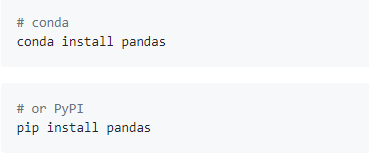 # conda
conda install pandas
# or PyPI
pip install pandas